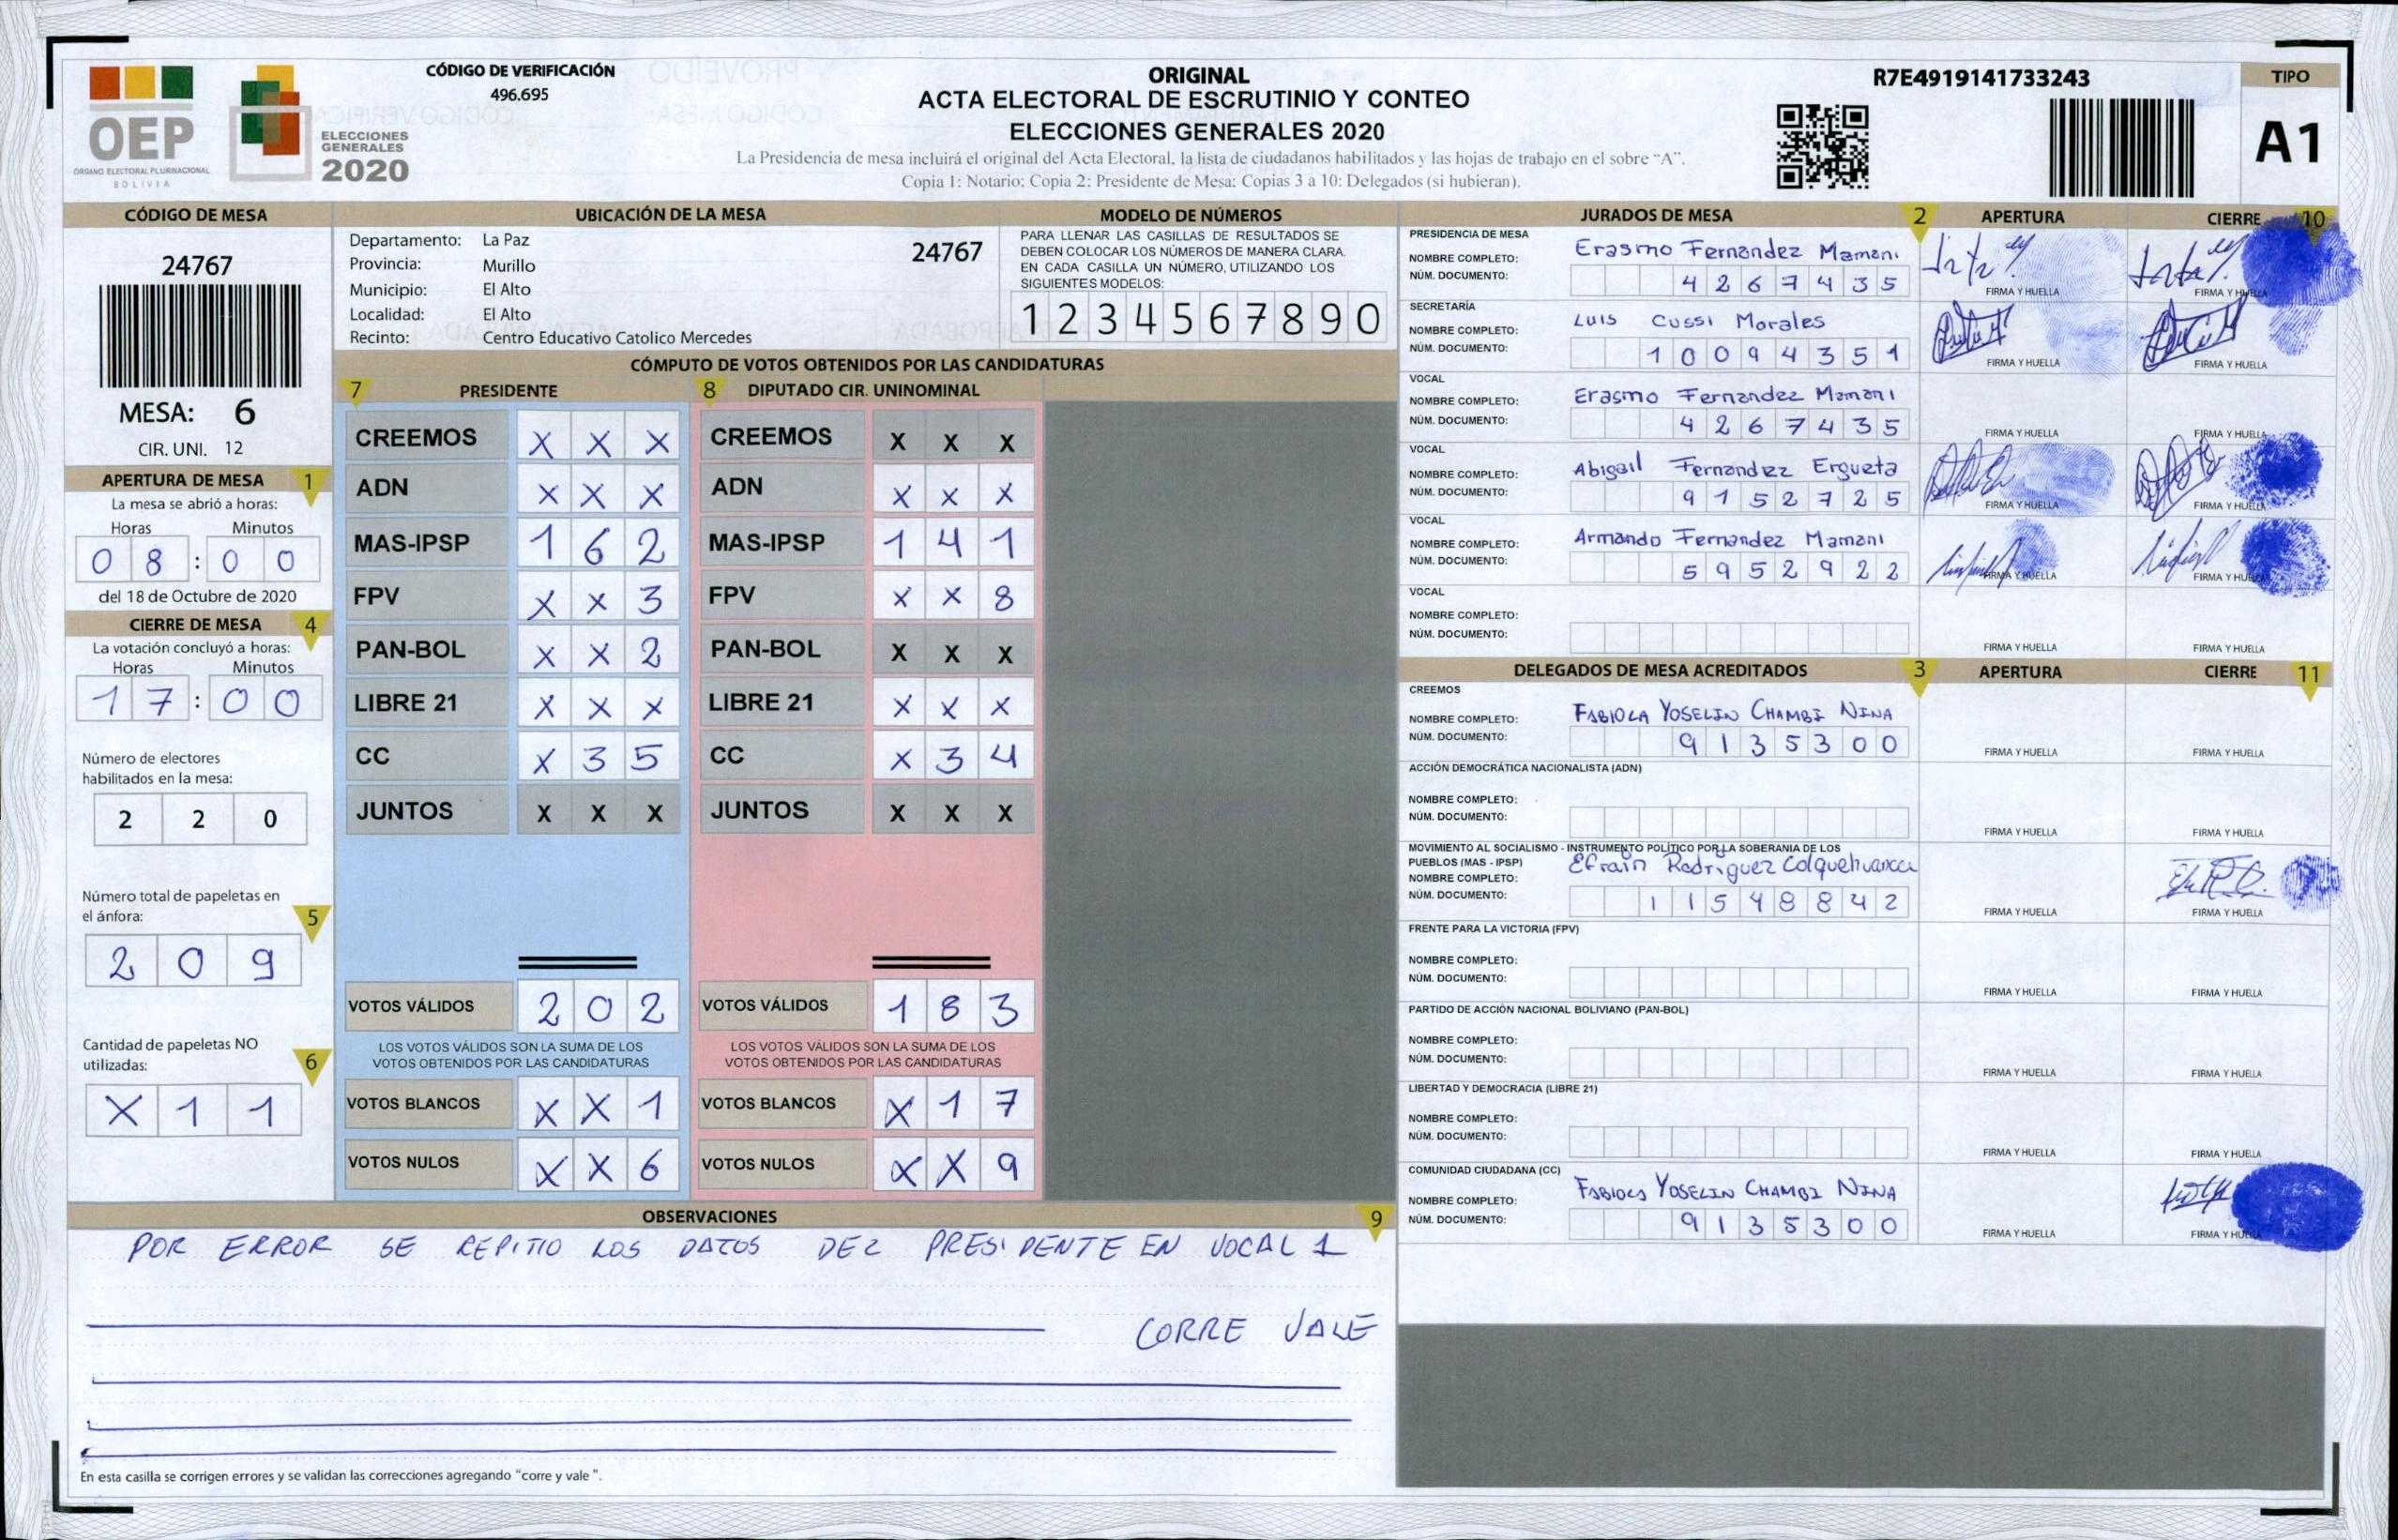 OEP
ÓRGANO ELECTORAL PLURINACIONAL
BOLIVIA
ELECCIONES
GENERALES
2020
CÓDIGO DE VERIFICACIÓN
496.695
ORIGINAL
ACTA ELECTORAL DE ESCRUTINIO Y CONTEO
ELECCIONES GENERALES 2020
La Presidencia de mesa incluirá el original del Acta Electoral, la lista de ciudadanos habilitados y las hojas de trabajo en el sobre "A".
Copia 1: Notario; Copia 2: Presidente de Mesa; Copias 3 a 10: Delegados (si hubieran).
R7E4919141733243
TIPO
A1
CÓDIGO DE MESA
24767
MESA: 6
CIR. UNI. 12
UBICACIÓN DE LA MESA
Departamento: La Paz
24767
Provincia: Murillo
Municipio: El Alto
Localidad: El Alto
Recinto: Centro Educativo Catolico Mercedes
MODELO DE NÚMEROS
PARA LLENAR LAS CASILLAS DE RESULTADOS SE
DEBEN COLOCAR LOS NÚMEROS DE MANERA CLARA.
EN CADA CASILLA UN NÚMERO, UTILIZANDO LOS
SIGUIENTES MODELOS:
1 2 3 4 5 6 7 8 9 0
APERTURA DE MESA 1
La mesa se abrió a horas:
Horas Minutos
0 8 : 0 0
del 18 de Octubre de 2020
CIERRE DE MESA 4
La votación concluyó a horas:
Horas Minutos
1 7 : 0 0
Número de electores
habilitados en la mesa:
2 2 0
Número total de papeletas en
el ánfora: 5
2 0 9
Cantidad de papeletas NO
utilizadas: 6
X 1 1
CÓMPUTO DE VOTOS OBTENIDOS POR LAS CANDIDATURAS
7 PRESIDENTE
CREEMOS X X X
ADN X X X
MAS-IPSP 1 6 2
FPV X X 3
PAN-BOL X X 2
LIBRE 21 X X X
CC X 3 5
JUNTOS X X X
VOTOS VÁLIDOS 2 0 2
LOS VOTOS VÁLIDOS SON LA SUMA DE LOS
VOTOS OBTENIDOS POR LAS CANDIDATURAS
VOTOS BLANCOS X X 1
VOTOS NULOS X X 6
8 DIPUTADO CIR. UNINOMINAL
CREEMOS X X X
ADN X X X
MAS-IPSP 1 4 1
FPV X X 8
PAN-BOL X X X
LIBRE 21 X X X
CC X 3 4
JUNTOS X X X
VOTOS VÁLIDOS 1 8 3
LOS VOTOS VÁLIDOS SON LA SUMA DE LOS
VOTOS OBTENIDOS POR LAS CANDIDATURAS
VOTOS BLANCOS X 1 7
VOTOS NULOS X X 9
OBSERVACIONES 9
POR ERROR SE REPITIO LOS DATOS DEL PRESIDENTE EN VOCAL 1
CORRE VALE
En esta casilla se corrigen errores y se validan las correcciones agregando "corre y vale".
JURADOS DE MESA 2 APERTURA CIERRE 10
PRESIDENCIA DE MESA
NOMBRE COMPLETO: Erasmo Fernandez Mamani
NÚM. DOCUMENTO: 4 2 6 7 4 3 5
FIRMA Y HUELLA FIRMA Y HUELLA
SECRETARÍA
NOMBRE COMPLETO: Luis Cussi Morales
NÚM. DOCUMENTO: 1 0 0 9 4 3 5 1
FIRMA Y HUELLA FIRMA Y HUELLA
VOCAL
NOMBRE COMPLETO: Erasmo Fernandez Mamani
NÚM. DOCUMENTO: 4 2 6 7 4 3 5
FIRMA Y HUELLA FIRMA Y HUELLA
VOCAL
NOMBRE COMPLETO: Abigail Fernandez Ergueta
NÚM. DOCUMENTO: 9 1 5 2 7 2 5
FIRMA Y HUELLA FIRMA Y HUELLA
VOCAL
NOMBRE COMPLETO: Armando Fernandez Mamani
NÚM. DOCUMENTO: 5 9 5 2 9 2 2
FIRMA Y HUELLA FIRMA Y HUELLA
VOCAL
NOMBRE COMPLETO:
NÚM. DOCUMENTO:
FIRMA Y HUELLA FIRMA Y HUELLA
DELEGADOS DE MESA ACREDITADOS 3 APERTURA CIERRE 11
CREEMOS
NOMBRE COMPLETO: FABIOLA YOSELIN CHAMBI NINA
NÚM. DOCUMENTO: 9 1 3 5 3 0 0
FIRMA Y HUELLA FIRMA Y HUELLA
ACCIÓN DEMOCRÁTICA NACIONALISTA (ADN)
NOMBRE COMPLETO:
NÚM. DOCUMENTO:
FIRMA Y HUELLA FIRMA Y HUELLA
MOVIMIENTO AL SOCIALISMO - INSTRUMENTO POLÍTICO POR LA SOBERANIA DE LOS
PUEBLOS (MAS - IPSP)
NOMBRE COMPLETO: Efraín Rodriguez Colquehuanca
NÚM. DOCUMENTO: 1 1 5 4 8 8 4 2
FIRMA Y HUELLA FIRMA Y HUELLA
FRENTE PARA LA VICTORIA (FPV)
NOMBRE COMPLETO:
NÚM. DOCUMENTO:
FIRMA Y HUELLA FIRMA Y HUELLA
PARTIDO DE ACCIÓN NACIONAL BOLIVIANO (PAN-BOL)
NOMBRE COMPLETO:
NÚM. DOCUMENTO:
FIRMA Y HUELLA FIRMA Y HUELLA
LIBERTAD Y DEMOCRACIA (LIBRE 21)
NOMBRE COMPLETO:
NÚM. DOCUMENTO:
FIRMA Y HUELLA FIRMA Y HUELLA
COMUNIDAD CIUDADANA (CC)
NOMBRE COMPLETO: FABIOLA YOSELIN CHAMBI NINA
NÚM. DOCUMENTO: 9 1 3 5 3 0 0
FIRMA Y HUELLA FIRMA Y HUELLA